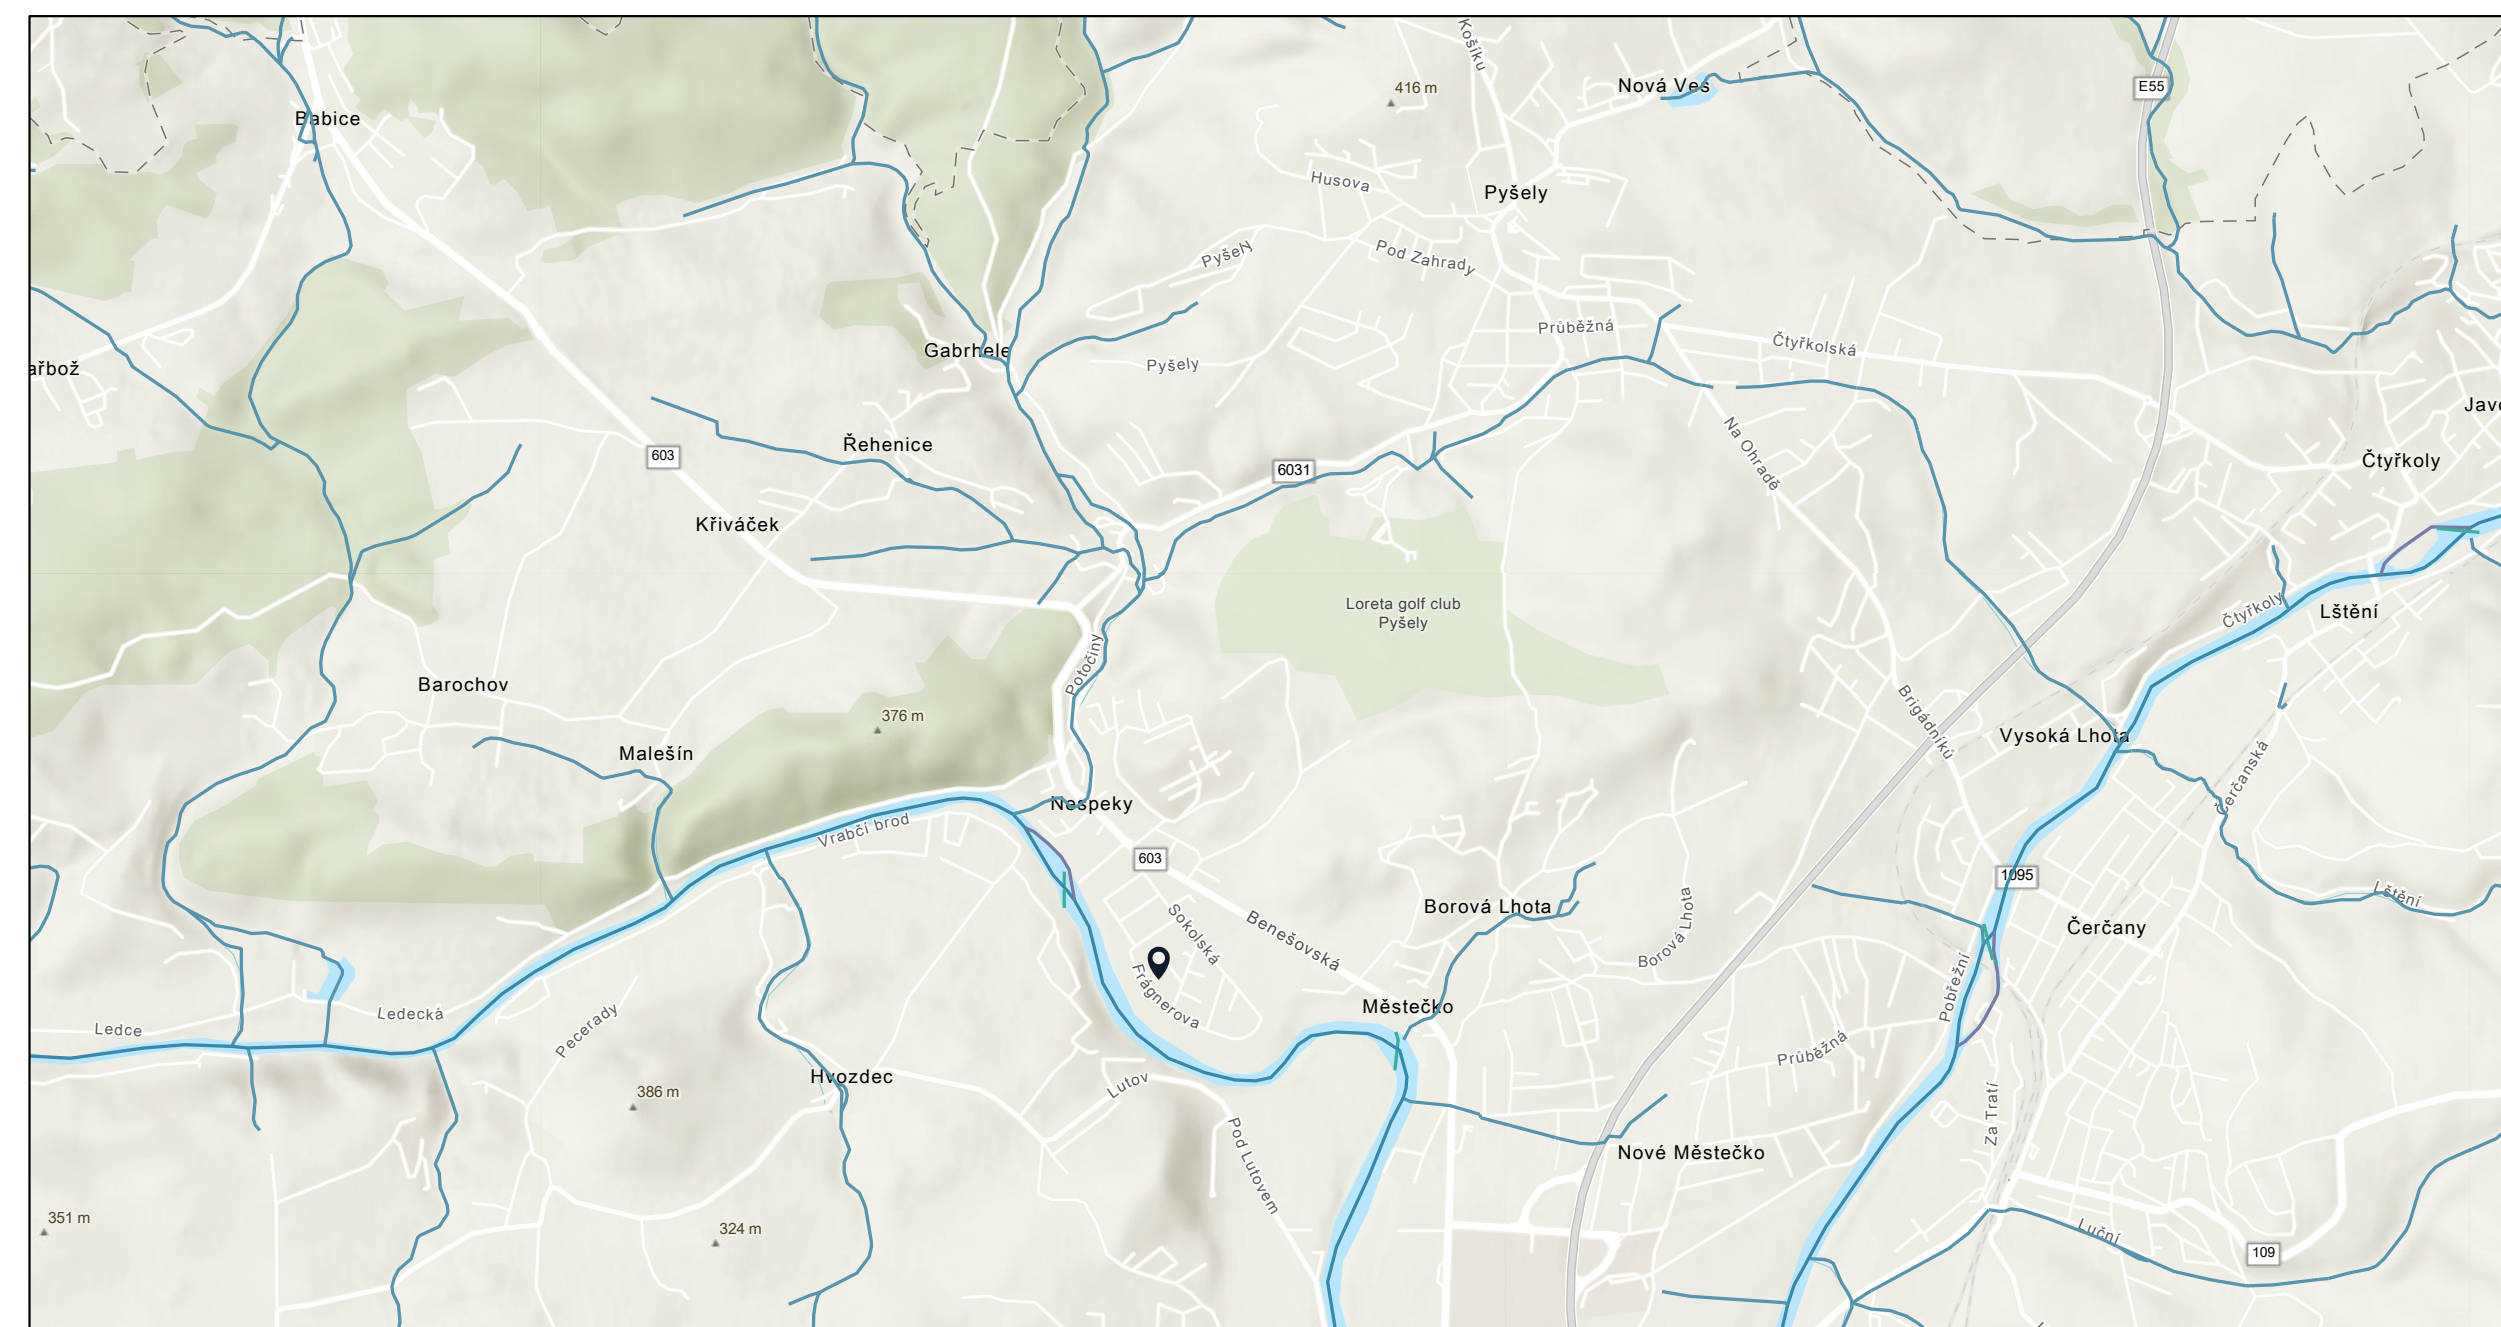 Košíku
416 m
Nová Ves
E55
Babice
Husova
Pyšely
Pod Zahrady
Průběžná
Čtyřkolská
Gabrhele
Pyšely
ařbož
Javo
Řehenice
603
6031
Na Ohradě
Čtyřkoly
Křiváček
Loreta golf club
Pyšely
Čtyřkoly
Lštění
Potočiny
Barochov
376 m
Brigádníků
Vysoká Lhota
Malešín
Čerčanská
Nespeky
Vrabčí brod
603
1095
Lštění
Borová Lhota
Borová Lhota
Sokolská
Benešovská
Čerčany
Frágnerova
Městečko
Pobřežní
Ledecká
Ledce
Pecerady
Průběžná
Hvozdec
Lutov
386 m
Za Tratí
Pod Lutovem
Nové Městečko
351 m
324 m
Luční
109